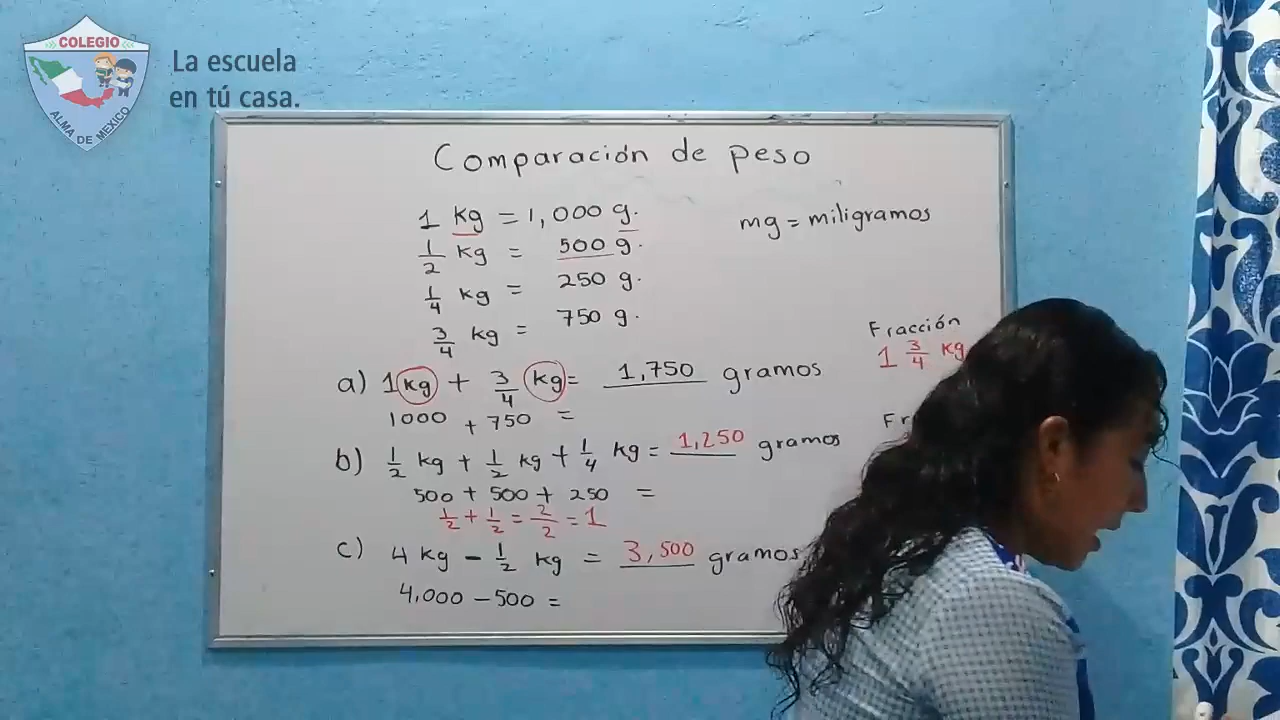 COLEGIO
ALMA DE MEXICO
La escuela
en tú casa.
Comparación de peso
1 kg = 1,000 g.
mg = miligramos
1/2 kg = 500 g.
1/4 kg = 250 g.
3/4 kg = 750 g.
Fracción
1 3/4 kg
a) 1 kg + 3/4 kg = 1,750 gramos
1000 + 750 =
b) 1/2 kg + 1/2 kg + 1/4 kg = 1,250 gramos
500 + 500 + 250 =
1/2 + 1/2 = 2/2 = 1
c) 4 kg - 1/2 kg = 3,500 gramos
4,000 - 500 =